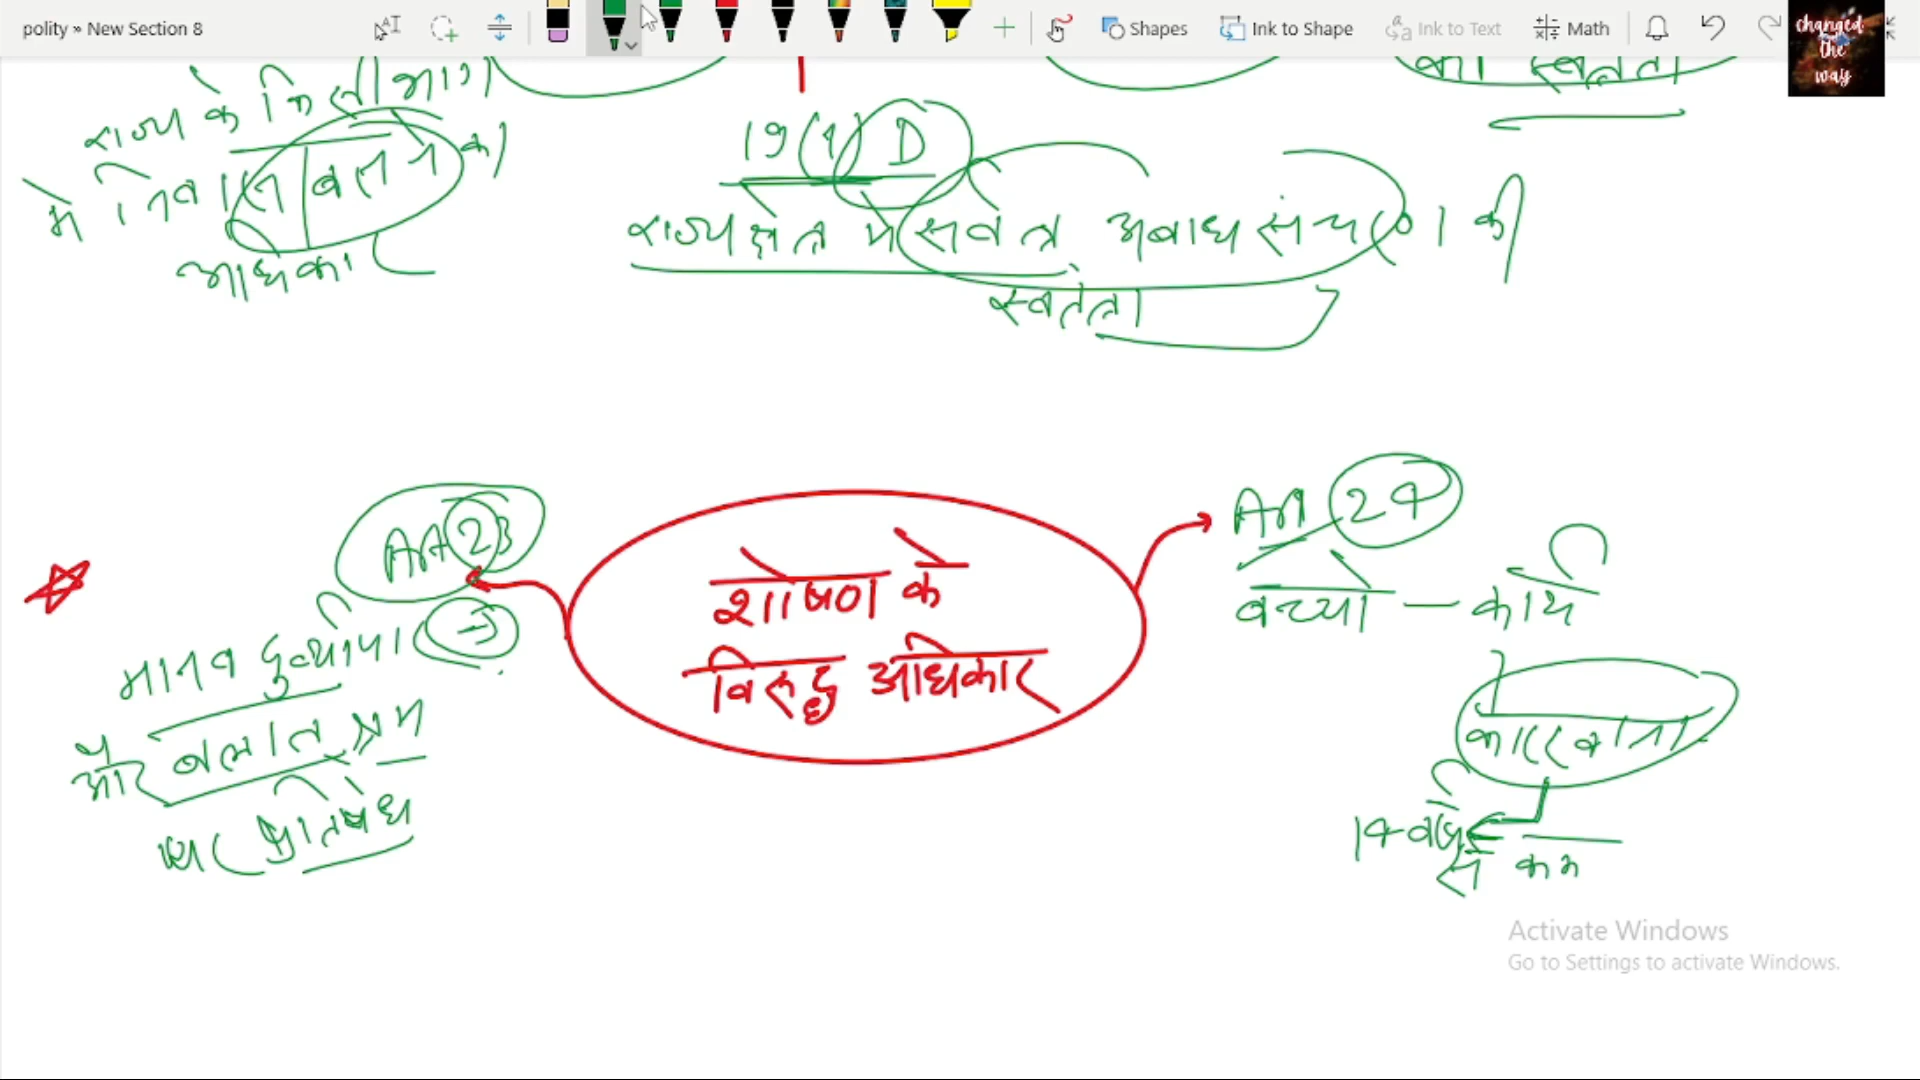 polity » New Section 8
Shapes
Ink to Shape
Ink to Text
Math
changed
the
way
राज्य के किसी भाग
में निवास बसने का
अधिकार
19(1) D
राज्यक्षेत्र में सर्वत्र अबाध संचरण की
स्वतंत्रता
Art 23
मानव दुर्व्यापार
और बलात श्रम
पर प्रतिषेध
शोषण के
विरुद्ध अधिकार
Art 24
बच्चों — कार्य
कारखाना
14 वर्ष
से कम
Activate Windows
Go to Settings to activate Windows.